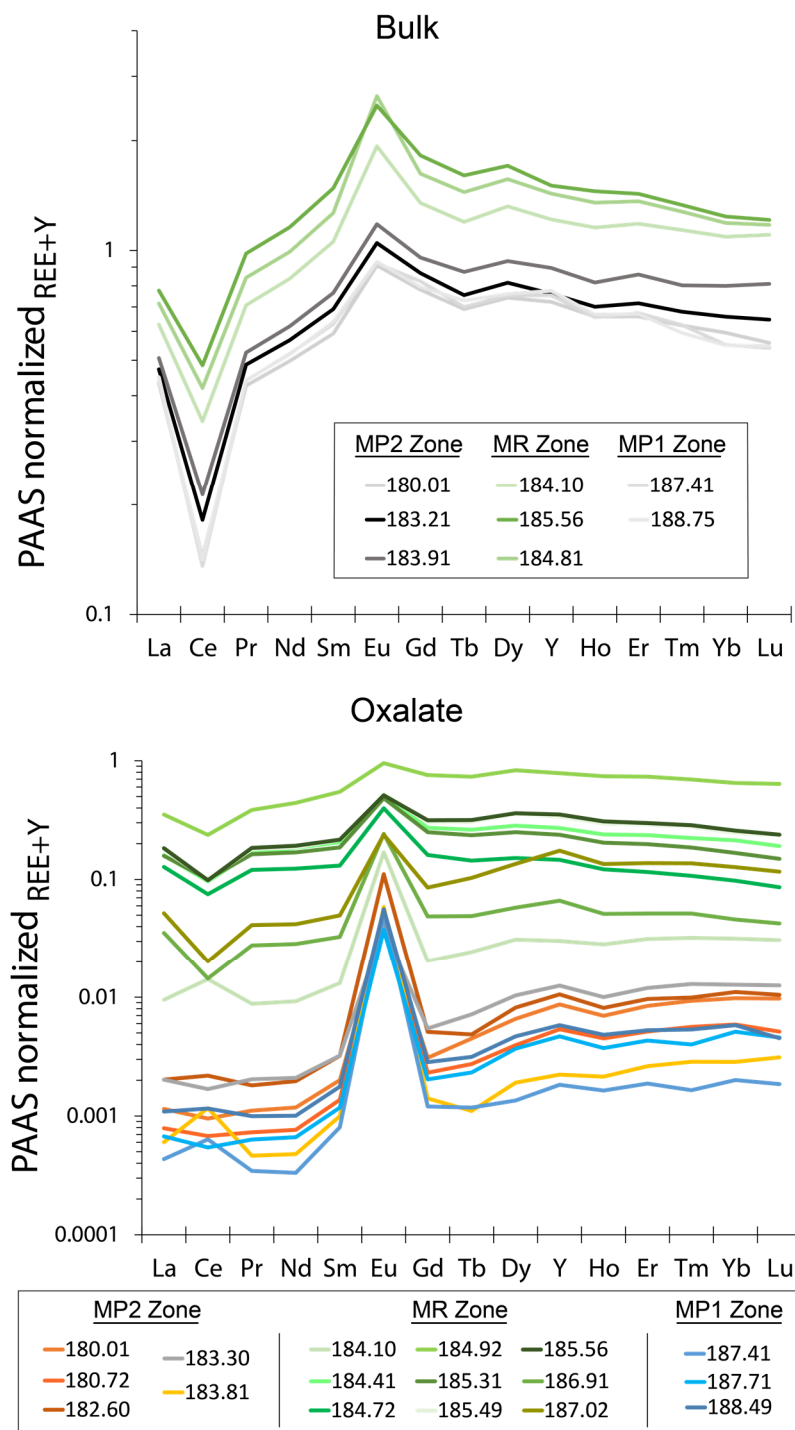 Bulk
PAAS normalized REE+Y
1
0.1
MP2 Zone MR Zone MP1 Zone
180.01 184.10 187.41
183.21 185.56 188.75
183.91 184.81
La Ce Pr Nd Sm Eu Gd Tb Dy Y Ho Er Tm Yb Lu
Oxalate
PAAS normalized REE+Y
1
0.1
0.01
0.001
0.0001
La Ce Pr Nd Sm Eu Gd Tb Dy Y Ho Er Tm Yb Lu
MP2 Zone MR Zone MP1 Zone
180.01 183.30 184.10 184.92 185.56 187.41
180.72 183.81 184.41 185.31 186.91 187.71
182.60 184.72 185.49 187.02 188.49